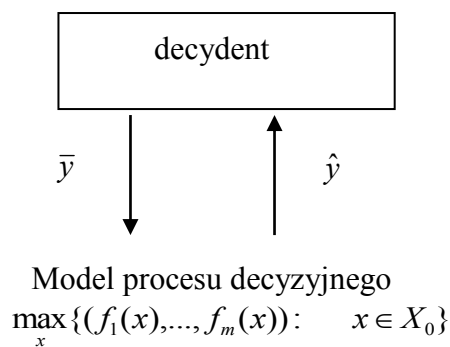 decydent
ȳ ŷ
Model procesu decyzyjnego
max{(f₁(x),...,fₘ(x)): x ∈ X₀}
x